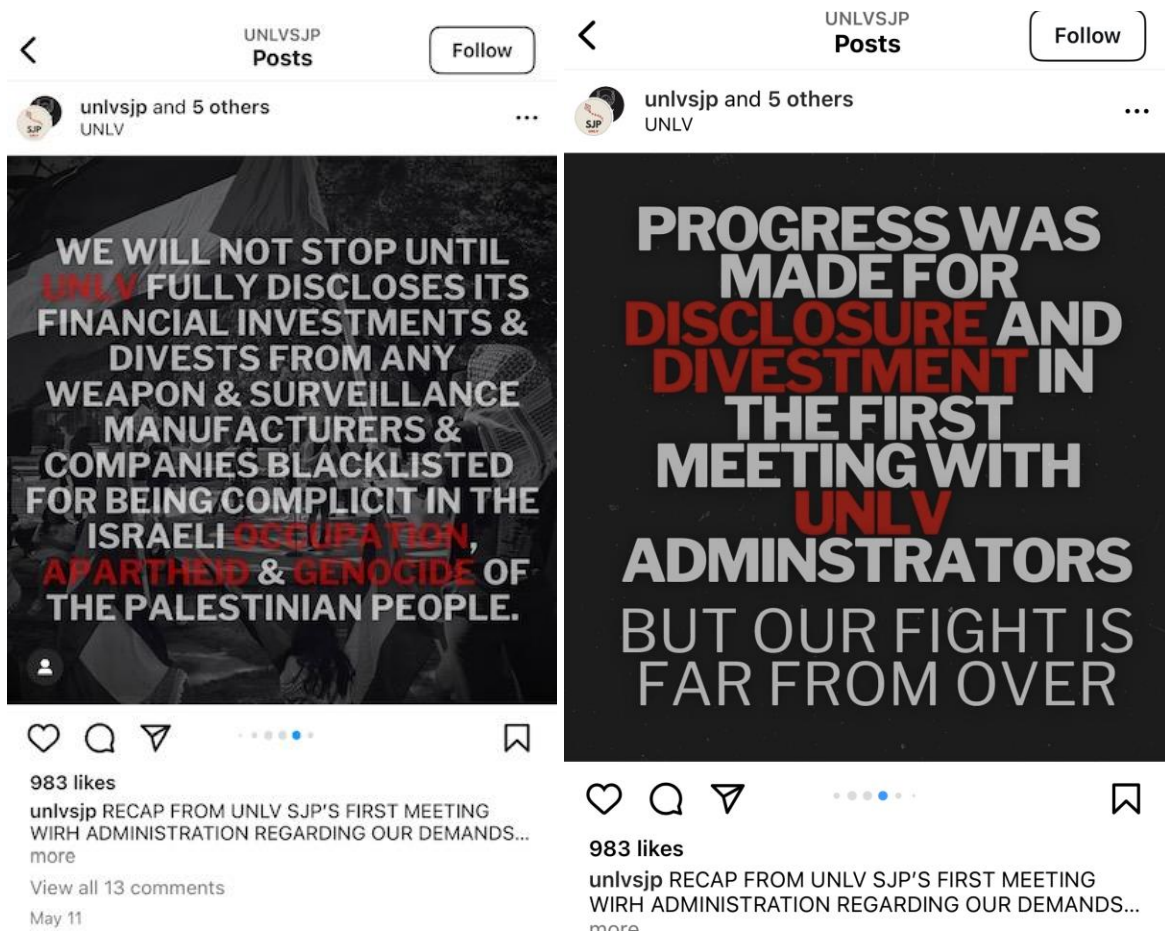 UNLVSJP
Posts
Follow
unlvsjp and 5 others
UNLV
SJP
WE WILL NOT STOP UNTIL
UNLV FULLY DISCLOSES ITS
FINANCIAL INVESTMENTS &
DIVESTS FROM ANY
WEAPON & SURVEILLANCE
MANUFACTURERS &
COMPANIES BLACKLISTED
FOR BEING COMPLICIT IN THE
ISRAELI OCCUPATION,
APARTHEID & GENOCIDE OF
THE PALESTINIAN PEOPLE.
983 likes
unlvsjp RECAP FROM UNLV SJP'S FIRST MEETING
WIRH ADMINISTRATION REGARDING OUR DEMANDS...
more
View all 13 comments
May 11
UNLVSJP
Posts
Follow
unlvsjp and 5 others
UNLV
SJP
PROGRESS WAS
MADE FOR
DISCLOSURE AND
DIVESTMENT IN
THE FIRST
MEETING WITH
UNLV
ADMINSTRATORS
BUT OUR FIGHT IS
FAR FROM OVER
983 likes
unlvsjp RECAP FROM UNLV SJP'S FIRST MEETING
WIRH ADMINISTRATION REGARDING OUR DEMANDS...
more